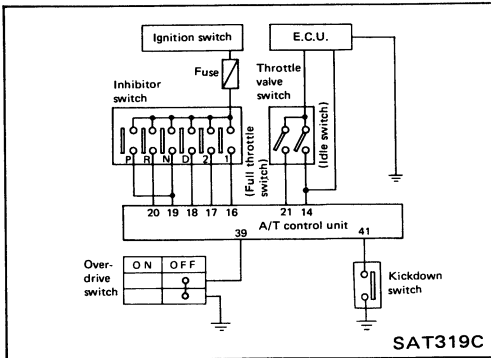 Ignition switch
E.C.U.
Fuse
Throttle
valve
switch
Inhibitor
switch
(Full throttle
switch)
(Idle switch)
P R N D 2 1
20 19 18 17 16 21 14
A/T control unit
39 41
Over-
drive
switch
ON OFF
Kickdown
switch
SAT319C